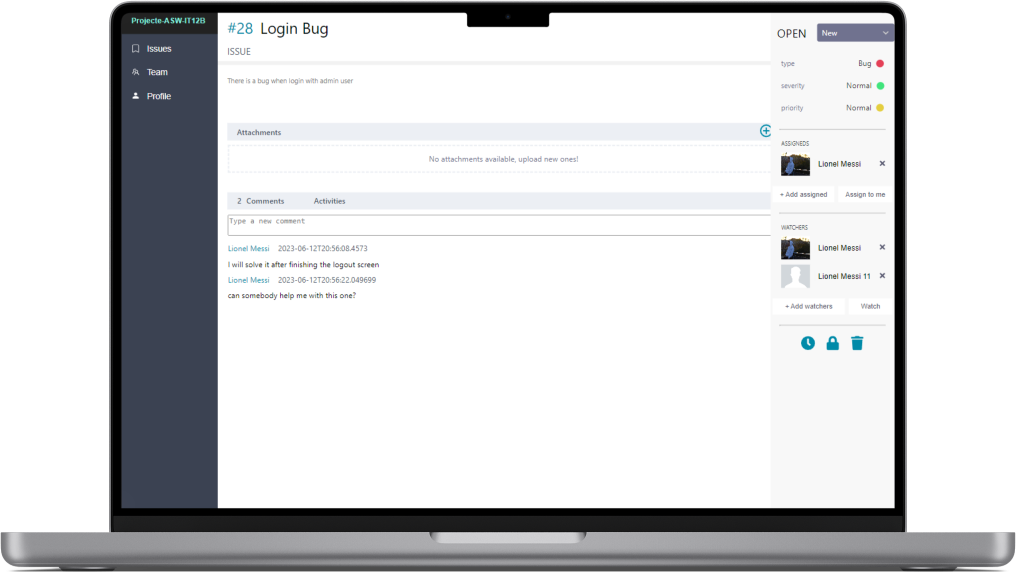 Projecte-ASW-IT12B
Issues
Team
Profile
#28 Login Bug
ISSUE
There is a bug when login with admin user
Attachments
No attachments available, upload new ones!
2 Comments Activities
Type a new comment
Lionel Messi 2023-06-12T20:56:08.4573
I will solve it after finishing the logout screen
Lionel Messi 2023-06-12T20:56:22.049699
can somebody help me with this one?
OPEN New
type Bug
severity Normal
priority Normal
ASSIGNEDS
Lionel Messi ×
+ Add assigned Assign to me
WATCHERS
Lionel Messi ×
Lionel Messi 11 ×
+ Add watchers Watch